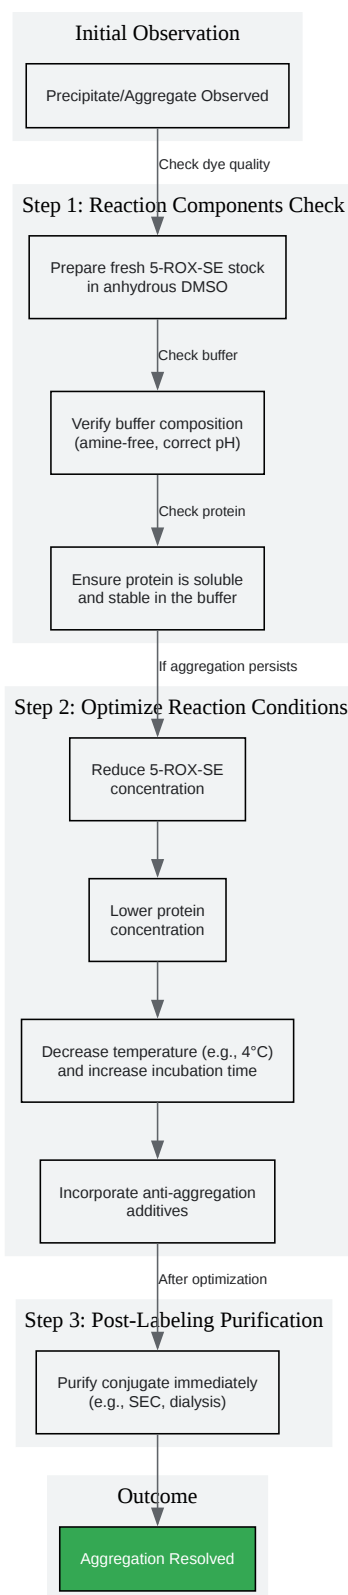 Initial Observation
Precipitate/Aggregate Observed
Check dye quality
Step 1: Reaction Components Check
Prepare fresh 5-ROX-SE stock
in anhydrous DMSO
Check buffer
Verify buffer composition
(amine-free, correct pH)
Check protein
Ensure protein is soluble
and stable in the buffer
If aggregation persists
Step 2: Optimize Reaction Conditions
Reduce 5-ROX-SE
concentration
Lower protein
concentration
Decrease temperature (e.g., 4°C)
and increase incubation time
Incorporate anti-aggregation
additives
After optimization
Step 3: Post-Labeling Purification
Purify conjugate immediately
(e.g., SEC, dialysis)
Outcome
Aggregation Resolved